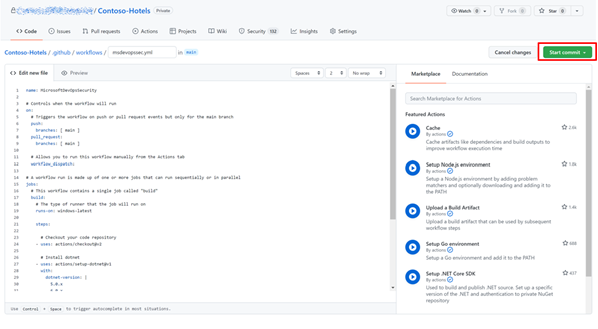 /Contoso-Hotels Private
Watch 0 Fork 0 Star 0
Code Issues Pull requests Actions Projects Wiki Security 132 Insights Settings
Contoso-Hotels / .github / workflows / msdevopssec.yml in main
Cancel changes Start commit
Edit new file Preview
Spaces 2 No wrap
1 name: MicrosoftDevOpsSecurity
2
3 # Controls when the workflow will run
4 on:
5 # Triggers the workflow on push or pull request events but only for the main branch
6 push:
7 branches: [ main ]
8 pull_request:
9 branches: [ main ]
10
11 # Allows you to run this workflow manually from the Actions tab
12 workflow_dispatch:
13
14 # A workflow run is made up of one or more jobs that can run sequentially or in parallel
15 jobs:
16 # This workflow contains a single job called "build"
17 build:
18 # The type of runner that the job will run on
19 runs-on: windows-latest
20
21 steps:
22
23 # Checkout your code repository
24 - uses: actions/checkout@v2
25
26 # Install dotnet
27 - uses: actions/setup-dotnet@v1
28 with:
29 dotnet-version: |
30 5.0.x
31 6.0.x
Use Control + Space to trigger autocomplete in most situations.
Marketplace Documentation
Search Marketplace for Actions
Featured Actions
Cache
By actions
2.6k
Cache artifacts like dependencies and build outputs to
improve workflow execution time
Setup Node.js environment
By actions
1.8k
Setup a Node.js environment by adding problem
matchers and optionally downloading and adding it to
the PATH
Upload a Build Artifact
By actions
1.4k
Upload a build artifact that can be used by subsequent
workflow steps
Setup Go environment
By actions
Setup a Go environment and add it to the PATH
Setup .NET Core SDK
By actions
Used to build and publish .NET source. Set up a specific
version of the .NET and authentication to private NuGet
repository